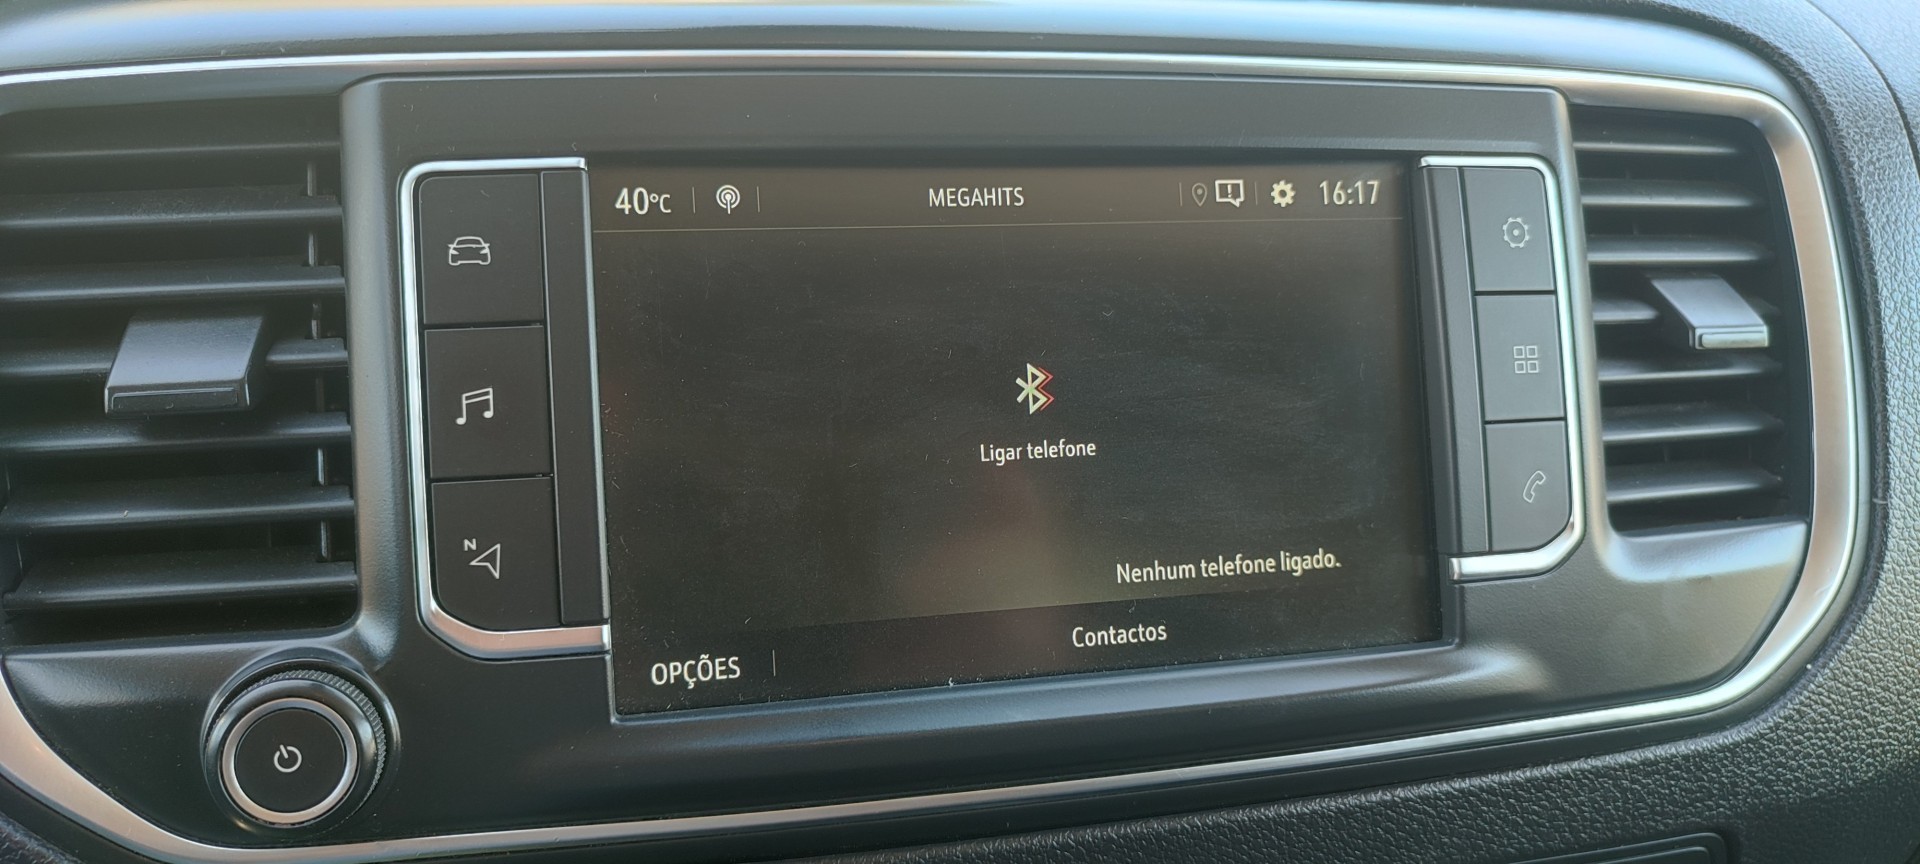 40°C
MEGAHITS
16:17
Ligar telefone
Nenhum telefone ligado.
Contactos
OPÇÕES
N